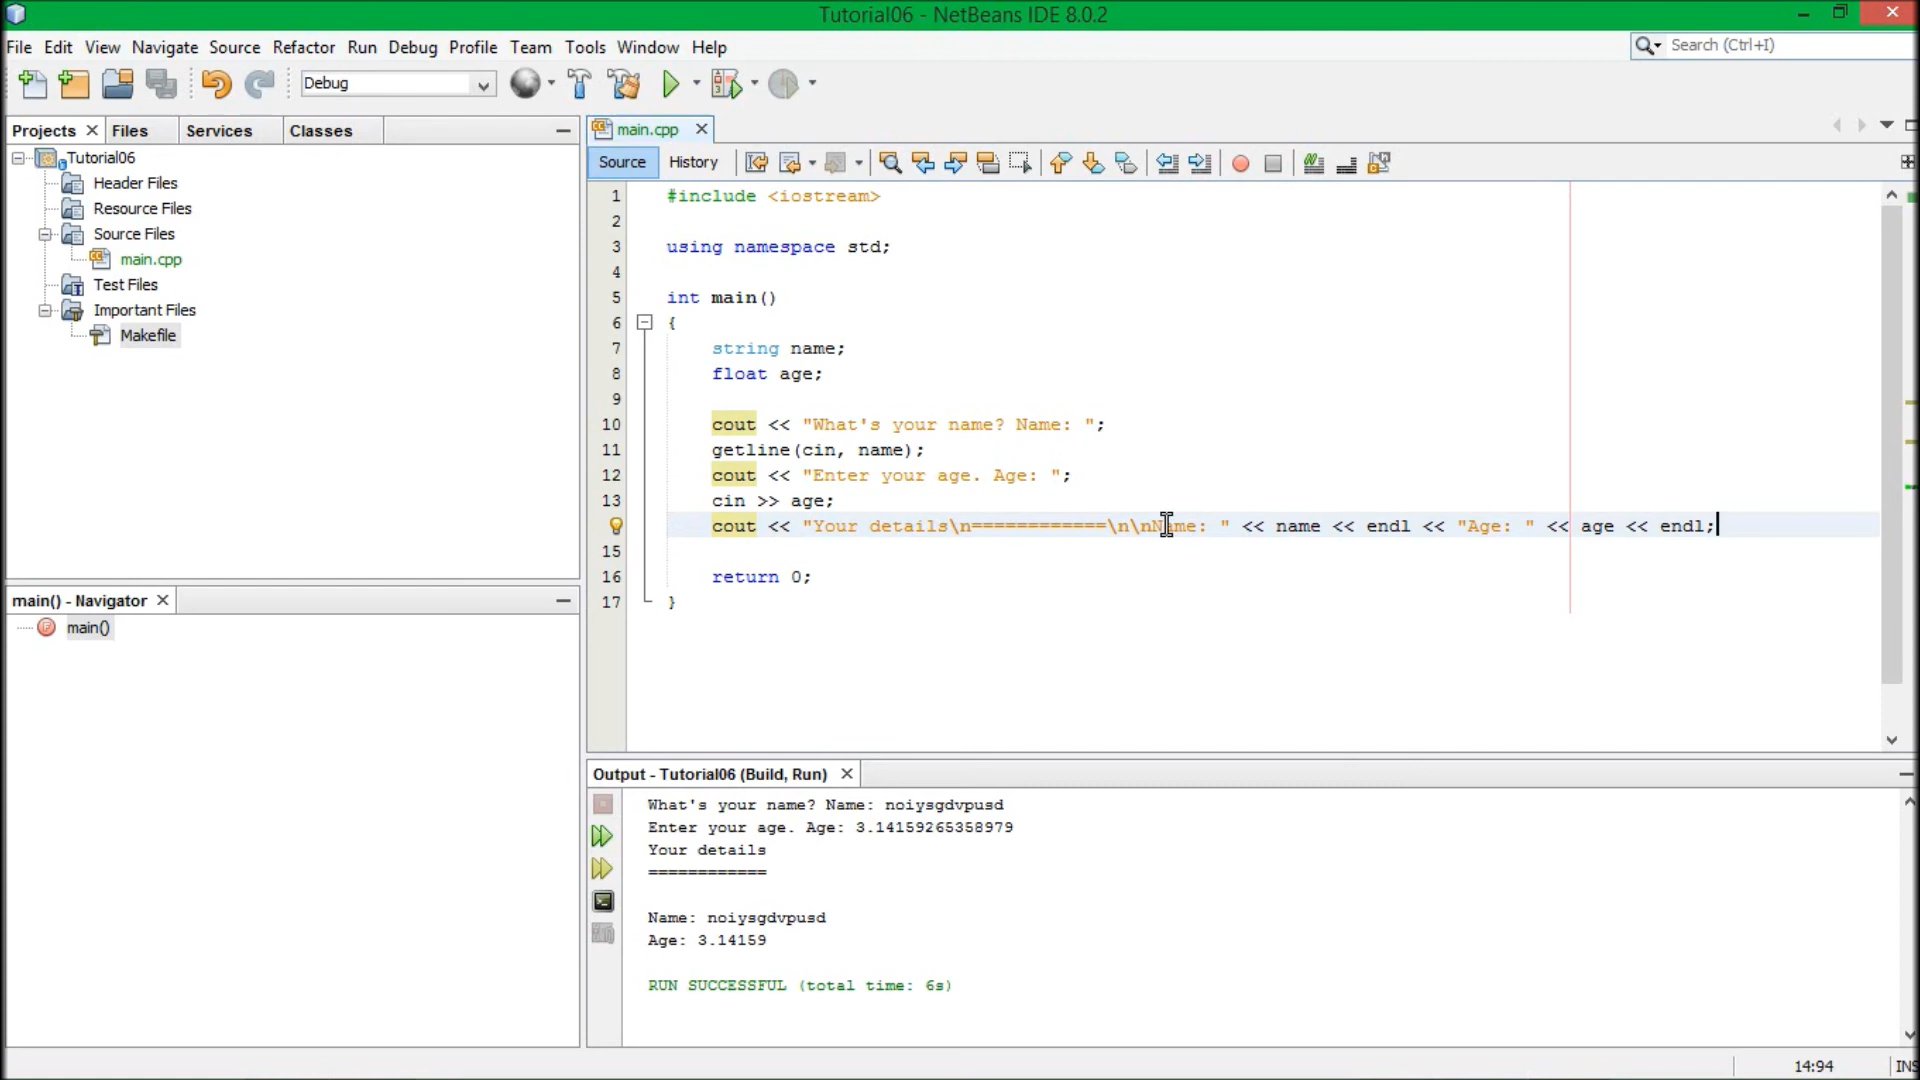 Tutorial06 - NetBeans IDE 8.0.2
File Edit View Navigate Source Refactor Run Debug Profile Team Tools Window Help
Search (Ctrl+I)
Debug
Projects Files Services Classes
Tutorial06
Header Files
Resource Files
Source Files
main.cpp
Test Files
Important Files
Makefile
main() - Navigator
main()
main.cpp
Source History
1 #include <iostream>
2
3 using namespace std;
4
5 int main()
6 {
7 string name;
8 float age;
9
10 cout << "What's your name? Name: ";
11 getline(cin, name);
12 cout << "Enter your age. Age: ";
13 cin >> age;
cout << "Your details\n============\n\nName: " << name << endl << "Age: " << age << endl;
15
16 return 0;
17 }
Output - Tutorial06 (Build, Run)
What's your name? Name: noiysgdvpusd
Enter your age. Age: 3.14159265358979
Your details
============
Name: noiysgdvpusd
Age: 3.14159
RUN SUCCESSFUL (total time: 6s)
14:94 INS